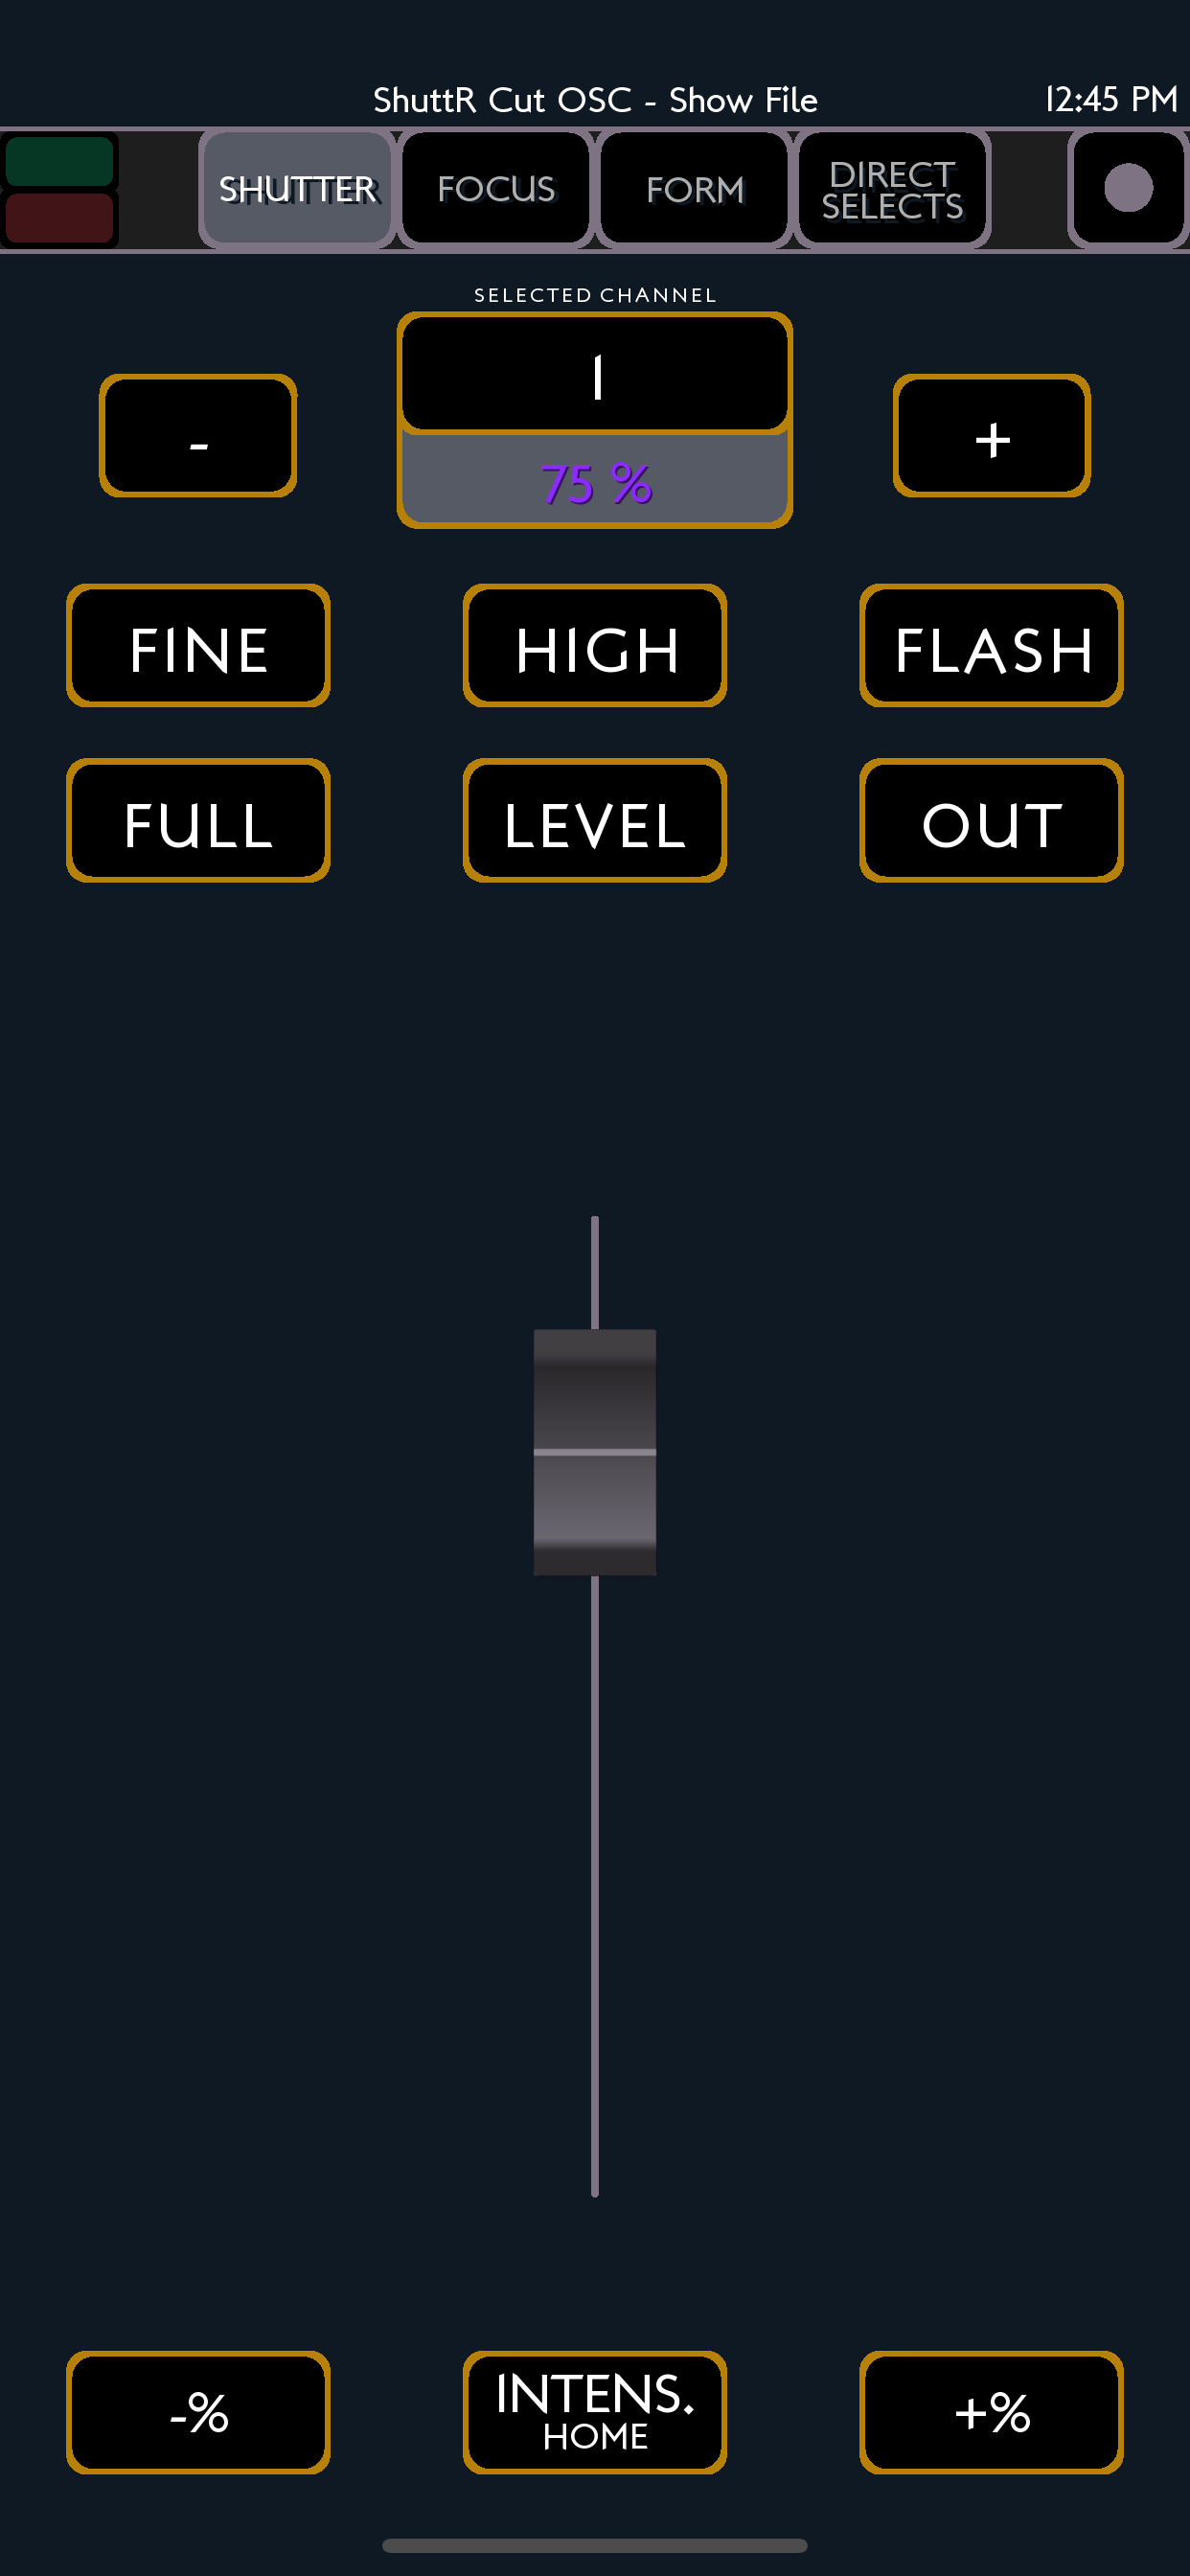 ShuttR Cut OSC - Show File
12:45 PM
SHUTTER
FOCUS
FORM
DIRECT
SELECTS
SELECTED CHANNEL
-
1
+
75 %
FINE
HIGH
FLASH
FULL
LEVEL
OUT
-%
INTENS.
HOME
+%